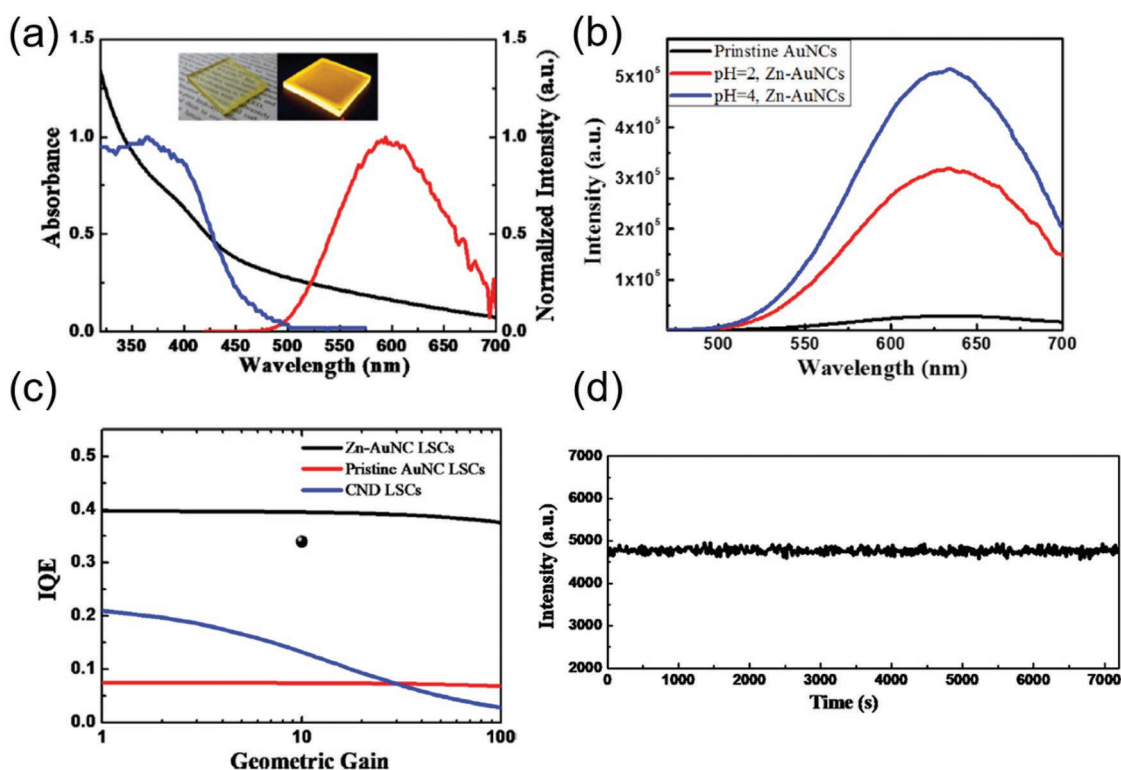 (a)
1.5
1.0
0.5
0.0
Absorbance
350 400 450 500 550 600 650 700
Wavelength (nm)
1.5
1.0
0.5
0.0
Normalized Intensity (a.u.)
(b)
Prinstine AuNCs
pH=2, Zn-AuNCs
pH=4, Zn-AuNCs
5x10⁵
4x10⁵
3x10⁵
2x10⁵
1x10⁵
Intensity (a.u.)
500 550 600 650 700
Wavelength (nm)
(c)
Zn-AuNC LSCs
Pristine AuNC LSCs
CND LSCs
0.5
0.4
0.3
0.2
0.1
0.0
IQE
1 10 100
Geometric Gain
(d)
7000
6000
5000
4000
3000
2000
Intensity (a.u.)
0 1000 2000 3000 4000 5000 6000 7000
Time (s)